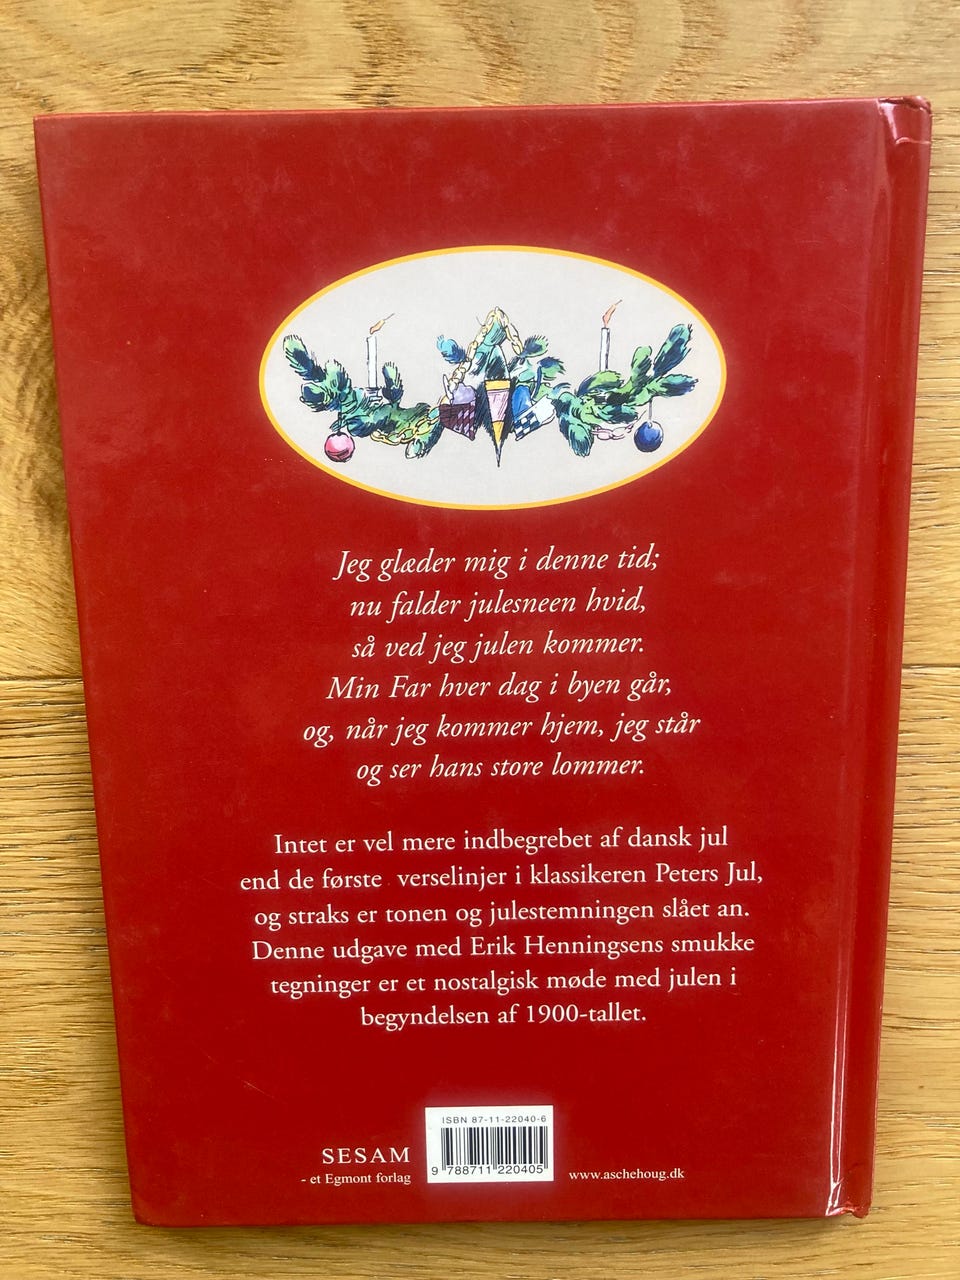 Jeg glæder mig i denne tid;
nu falder julesneen hvid,
så ved jeg julen kommer.
Min Far hver dag i byen går,
og, når jeg kommer hjem, jeg står
og ser hans store lommer.
Intet er vel mere indbegrebet af dansk jul
end de første verselinjer i klassikeren Peters Jul,
og straks er tonen og julestemningen slået an.
Denne udgave med Erik Henningsens smukke
tegninger er et nostalgisk møde med julen i
begyndelsen af 1900-tallet.
ISBN 87-11-22040-6
9 788711 220405
SESAM
- et Egmont forlag
www.aschehoug.dk